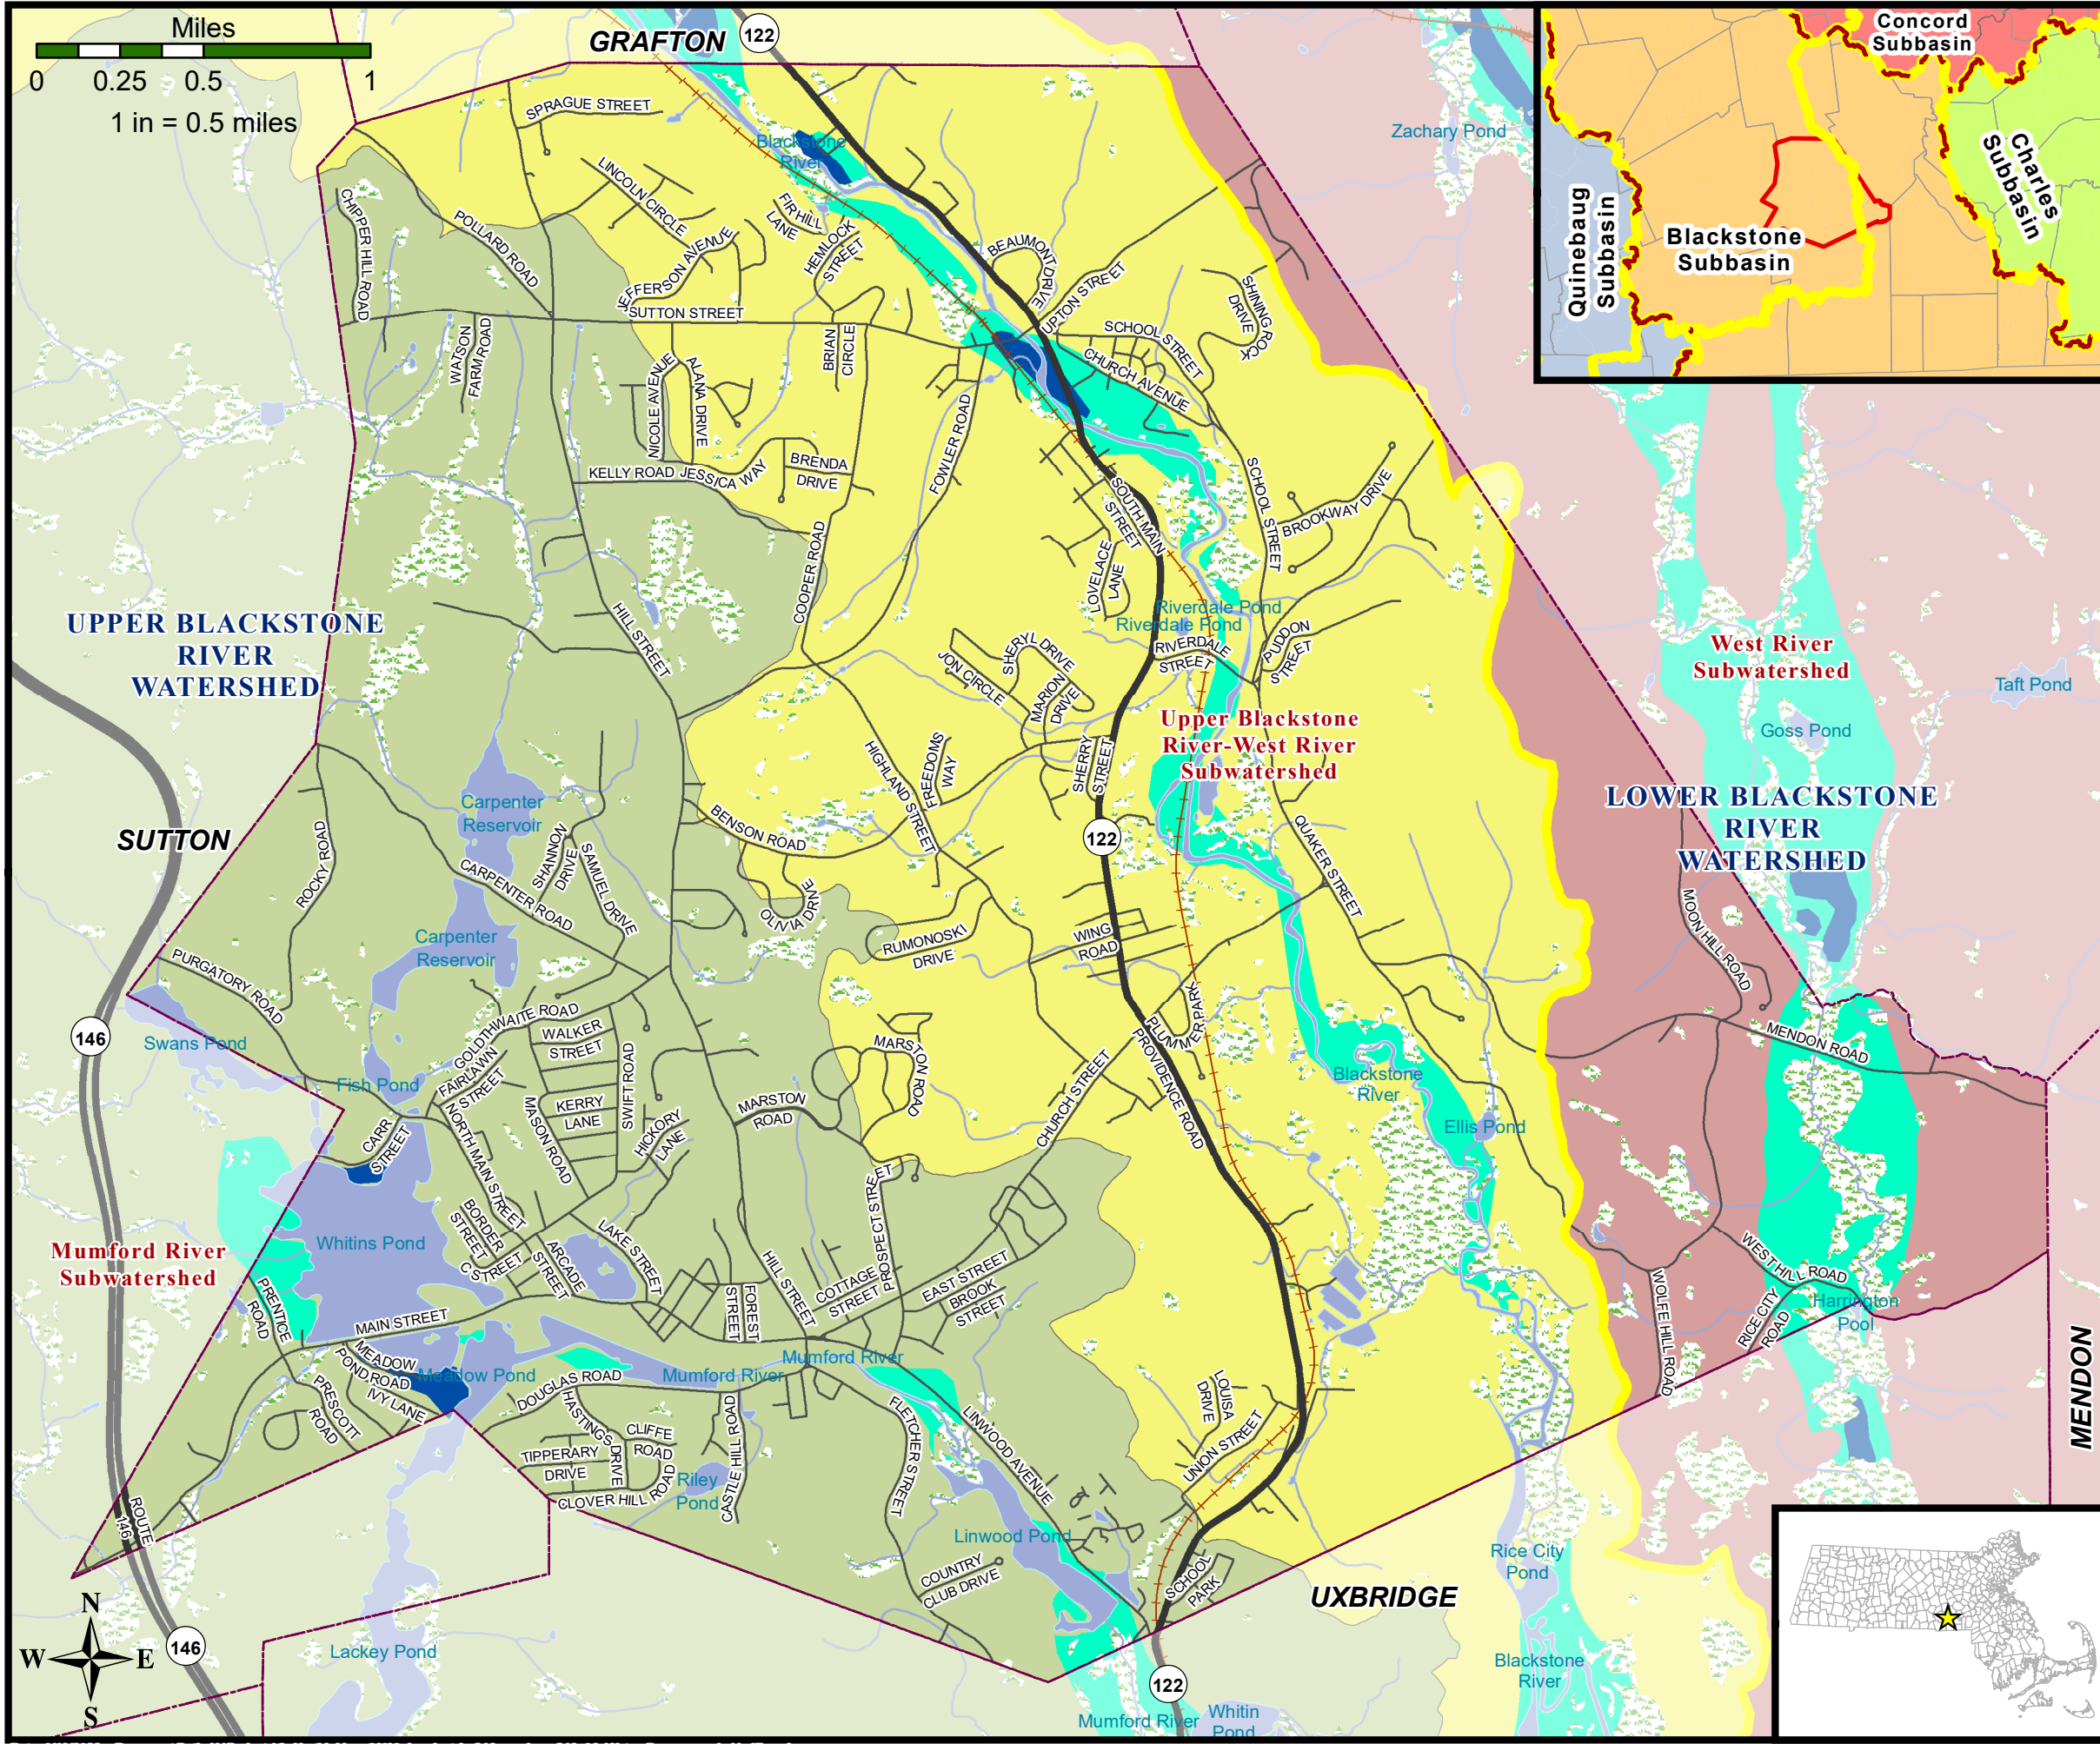 Miles
0 0.25 0.5 1
1 in = 0.5 miles
GRAFTON
122
Concord
Subbasin
Charles
Subbasin
Quinebaug
Subbasin
Blackstone
Subbasin
Zachary Pond
SPRAGUE STREET
Blackstone
River
LINCOLN CIRCLE
FIR HILL
LANE
HEMLOCK
STREET
CHIPPER HILL ROAD
POLLARD ROAD
JEFFERSON AVENUE
SUTTON STREET
BEAUMONT DRIVE
UPTON STREET
SHINING ROCK
DRIVE
SCHOOL STREET
CHURCH AVENUE
WATSON
FARM ROAD
BRIAN
CIRCLE
NICOLE AVENUE
ALANA DRIVE
FOWLER ROAD
KELLY ROAD
JESSICA WAY
BRENDA
DRIVE
SOUTH MAIN
STREET
SCHOOL STREET
BROOKWAY DRIVE
COOPER ROAD
LOVELACE
LANE
UPPER BLACKSTONE
RIVER
WATERSHED
HILL STREET
Riverdale Pond
Riverdale Pond
RIVERDALE
STREET
PUDDON
STREET
SHERYL DRIVE
JON CIRCLE
MARION
DRIVE
West River
Subwatershed
Taft Pond
Goss Pond
Upper Blackstone
River-West River
Subwatershed
SHERRY
STREET
HIGHLAND STREET
FREEDOMS
WAY
LOWER BLACKSTONE
RIVER
WATERSHED
SUTTON
Carpenter
Reservoir
BENSON ROAD
122
QUAKER STREET
ROCKY ROAD
SHANNON
DRIVE
SAMUEL DRIVE
CARPENTER ROAD
OLIVIA DRIVE
Carpenter
Reservoir
RUMONOSKI
DRIVE
WING
ROAD
MOON HILL ROAD
PURGATORY ROAD
146
Swans Pond
GOLDTHWAITE ROAD
WALKER
STREET
FAIRLAWN
STREET
Fish Pond
SWIFT ROAD
MARSTON ROAD
PLUMMER PARK
PROVIDENCE ROAD
MENDON ROAD
Blackstone
River
CHURCH STREET
KERRY
LANE
MASON ROAD
HICKORY
LANE
MARSTON
ROAD
Ellis Pond
CARR
STREET
NORTH MAIN STREET
PROSPECT STREET
Whitins Pond
BORDER
STREET
C STREET
ARCADE
STREET
LAKE STREET
Mumford River
Subwatershed
PRENTICE
ROAD
HILL STREET
FOREST
STREET
COTTAGE
STREET
EAST STREET
BROOK
STREET
WEST HILL ROAD
RICE CITY
ROAD
WOLFE HILL ROAD
Harrington
Pool
MENDON
MAIN STREET
MEADOW
POND ROAD
IVY LANE
PRESCOTT
ROAD
Meadow Pond
DOUGLAS ROAD
Mumford River
Mumford River
HASTINGS DRIVE
CLIFFE
ROAD
TIPPERARY
DRIVE
CLOVER HILL ROAD
Riley
Pond
CASTLE HILL ROAD
FLETCHER STREET
LINWOOD AVENUE
LOUISA
DRIVE
UNION STREET
ROUTE
146
Linwood Pond
COUNTRY
CLUB DRIVE
SCHOOL
PARK
UXBRIDGE
Rice City
Pond
N
W E
S
146
Lackey Pond
122
Mumford River
Whitin
Pond
Blackstone
River